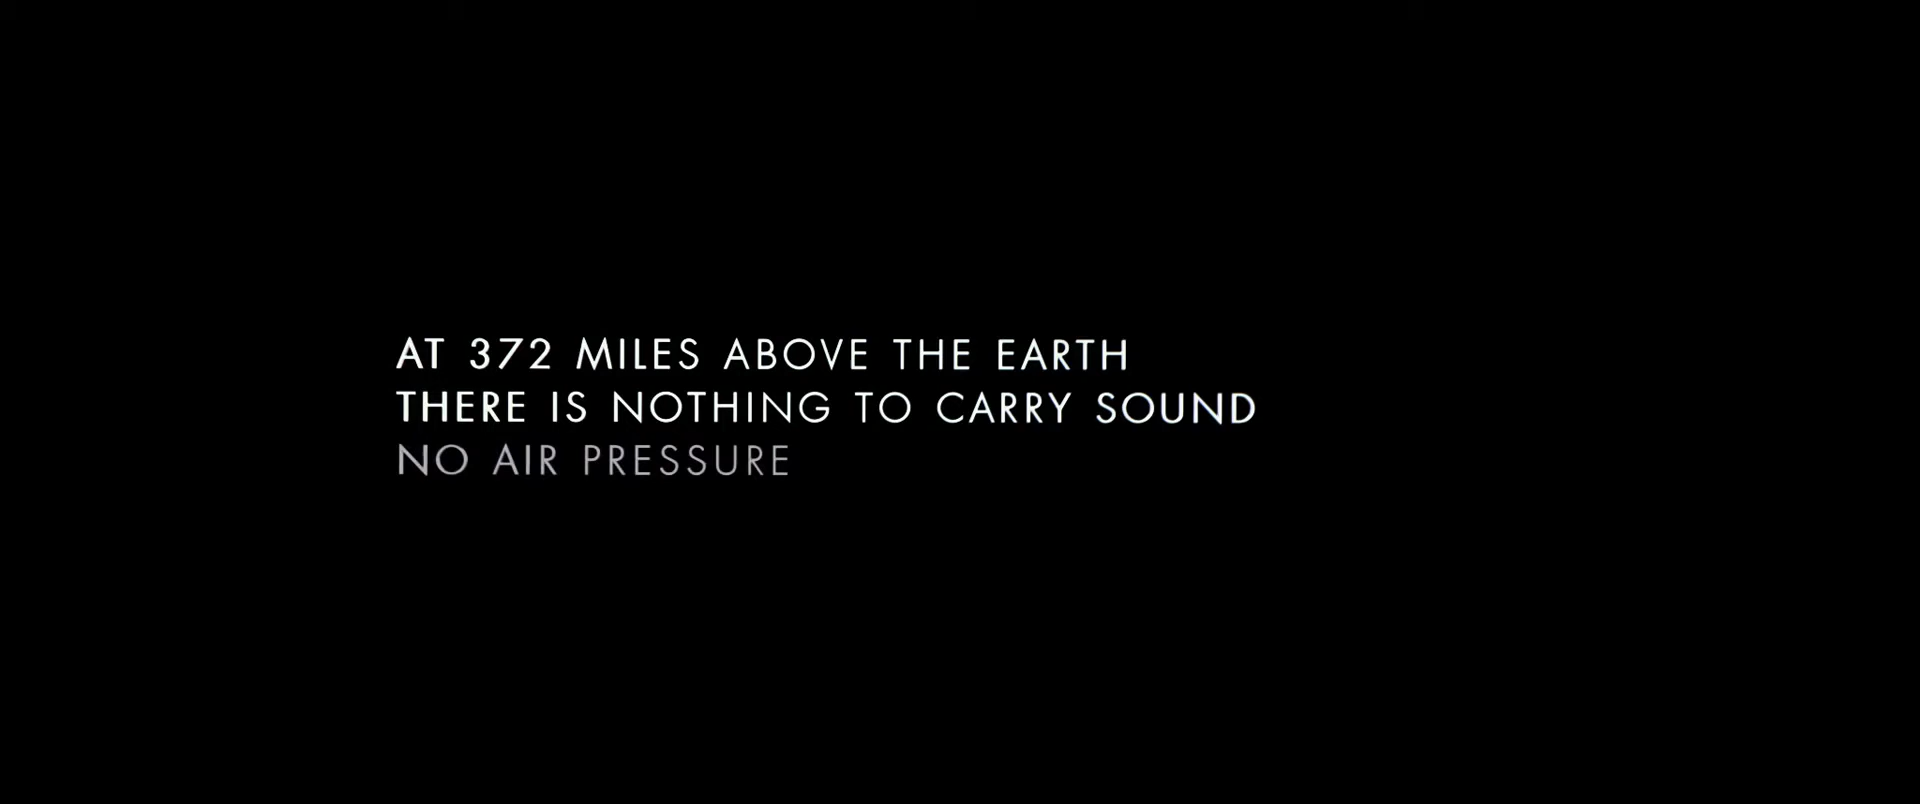 AT 372 MILES ABOVE THE EARTH
THERE IS NOTHING TO CARRY SOUND
NO AIR PRESSURE